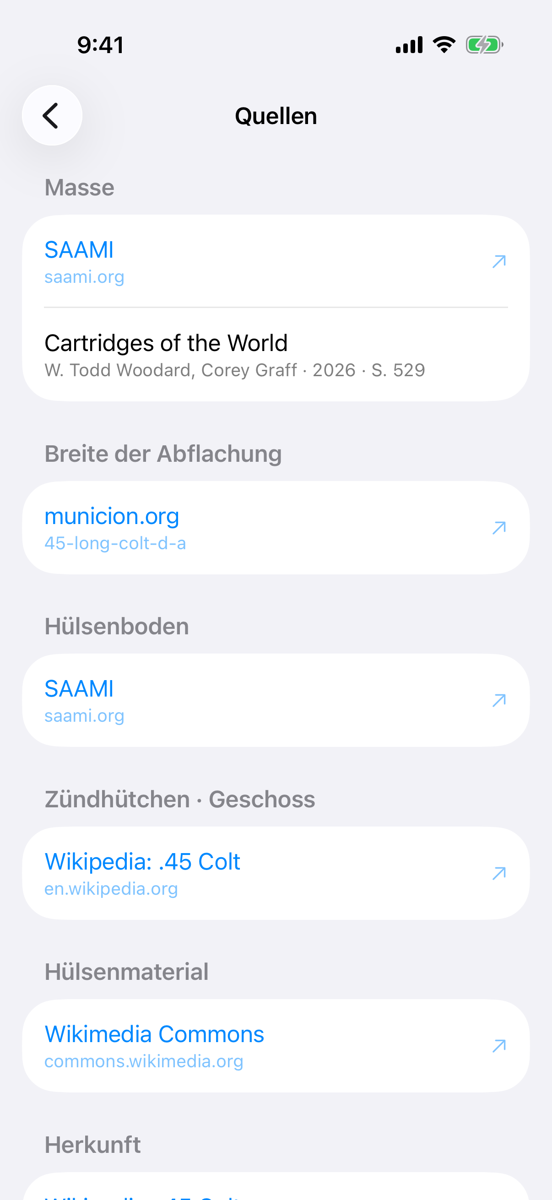 9:41
Quellen
Masse
SAAMI
saami.org
Cartridges of the World
W. Todd Woodard, Corey Graff · 2026 · S. 529
Breite der Abflachung
municion.org
45-long-colt-d-a
Hülsenboden
SAAMI
saami.org
Zündhütchen · Geschoss
Wikipedia: .45 Colt
en.wikipedia.org
Hülsenmaterial
Wikimedia Commons
commons.wikimedia.org
Herkunft